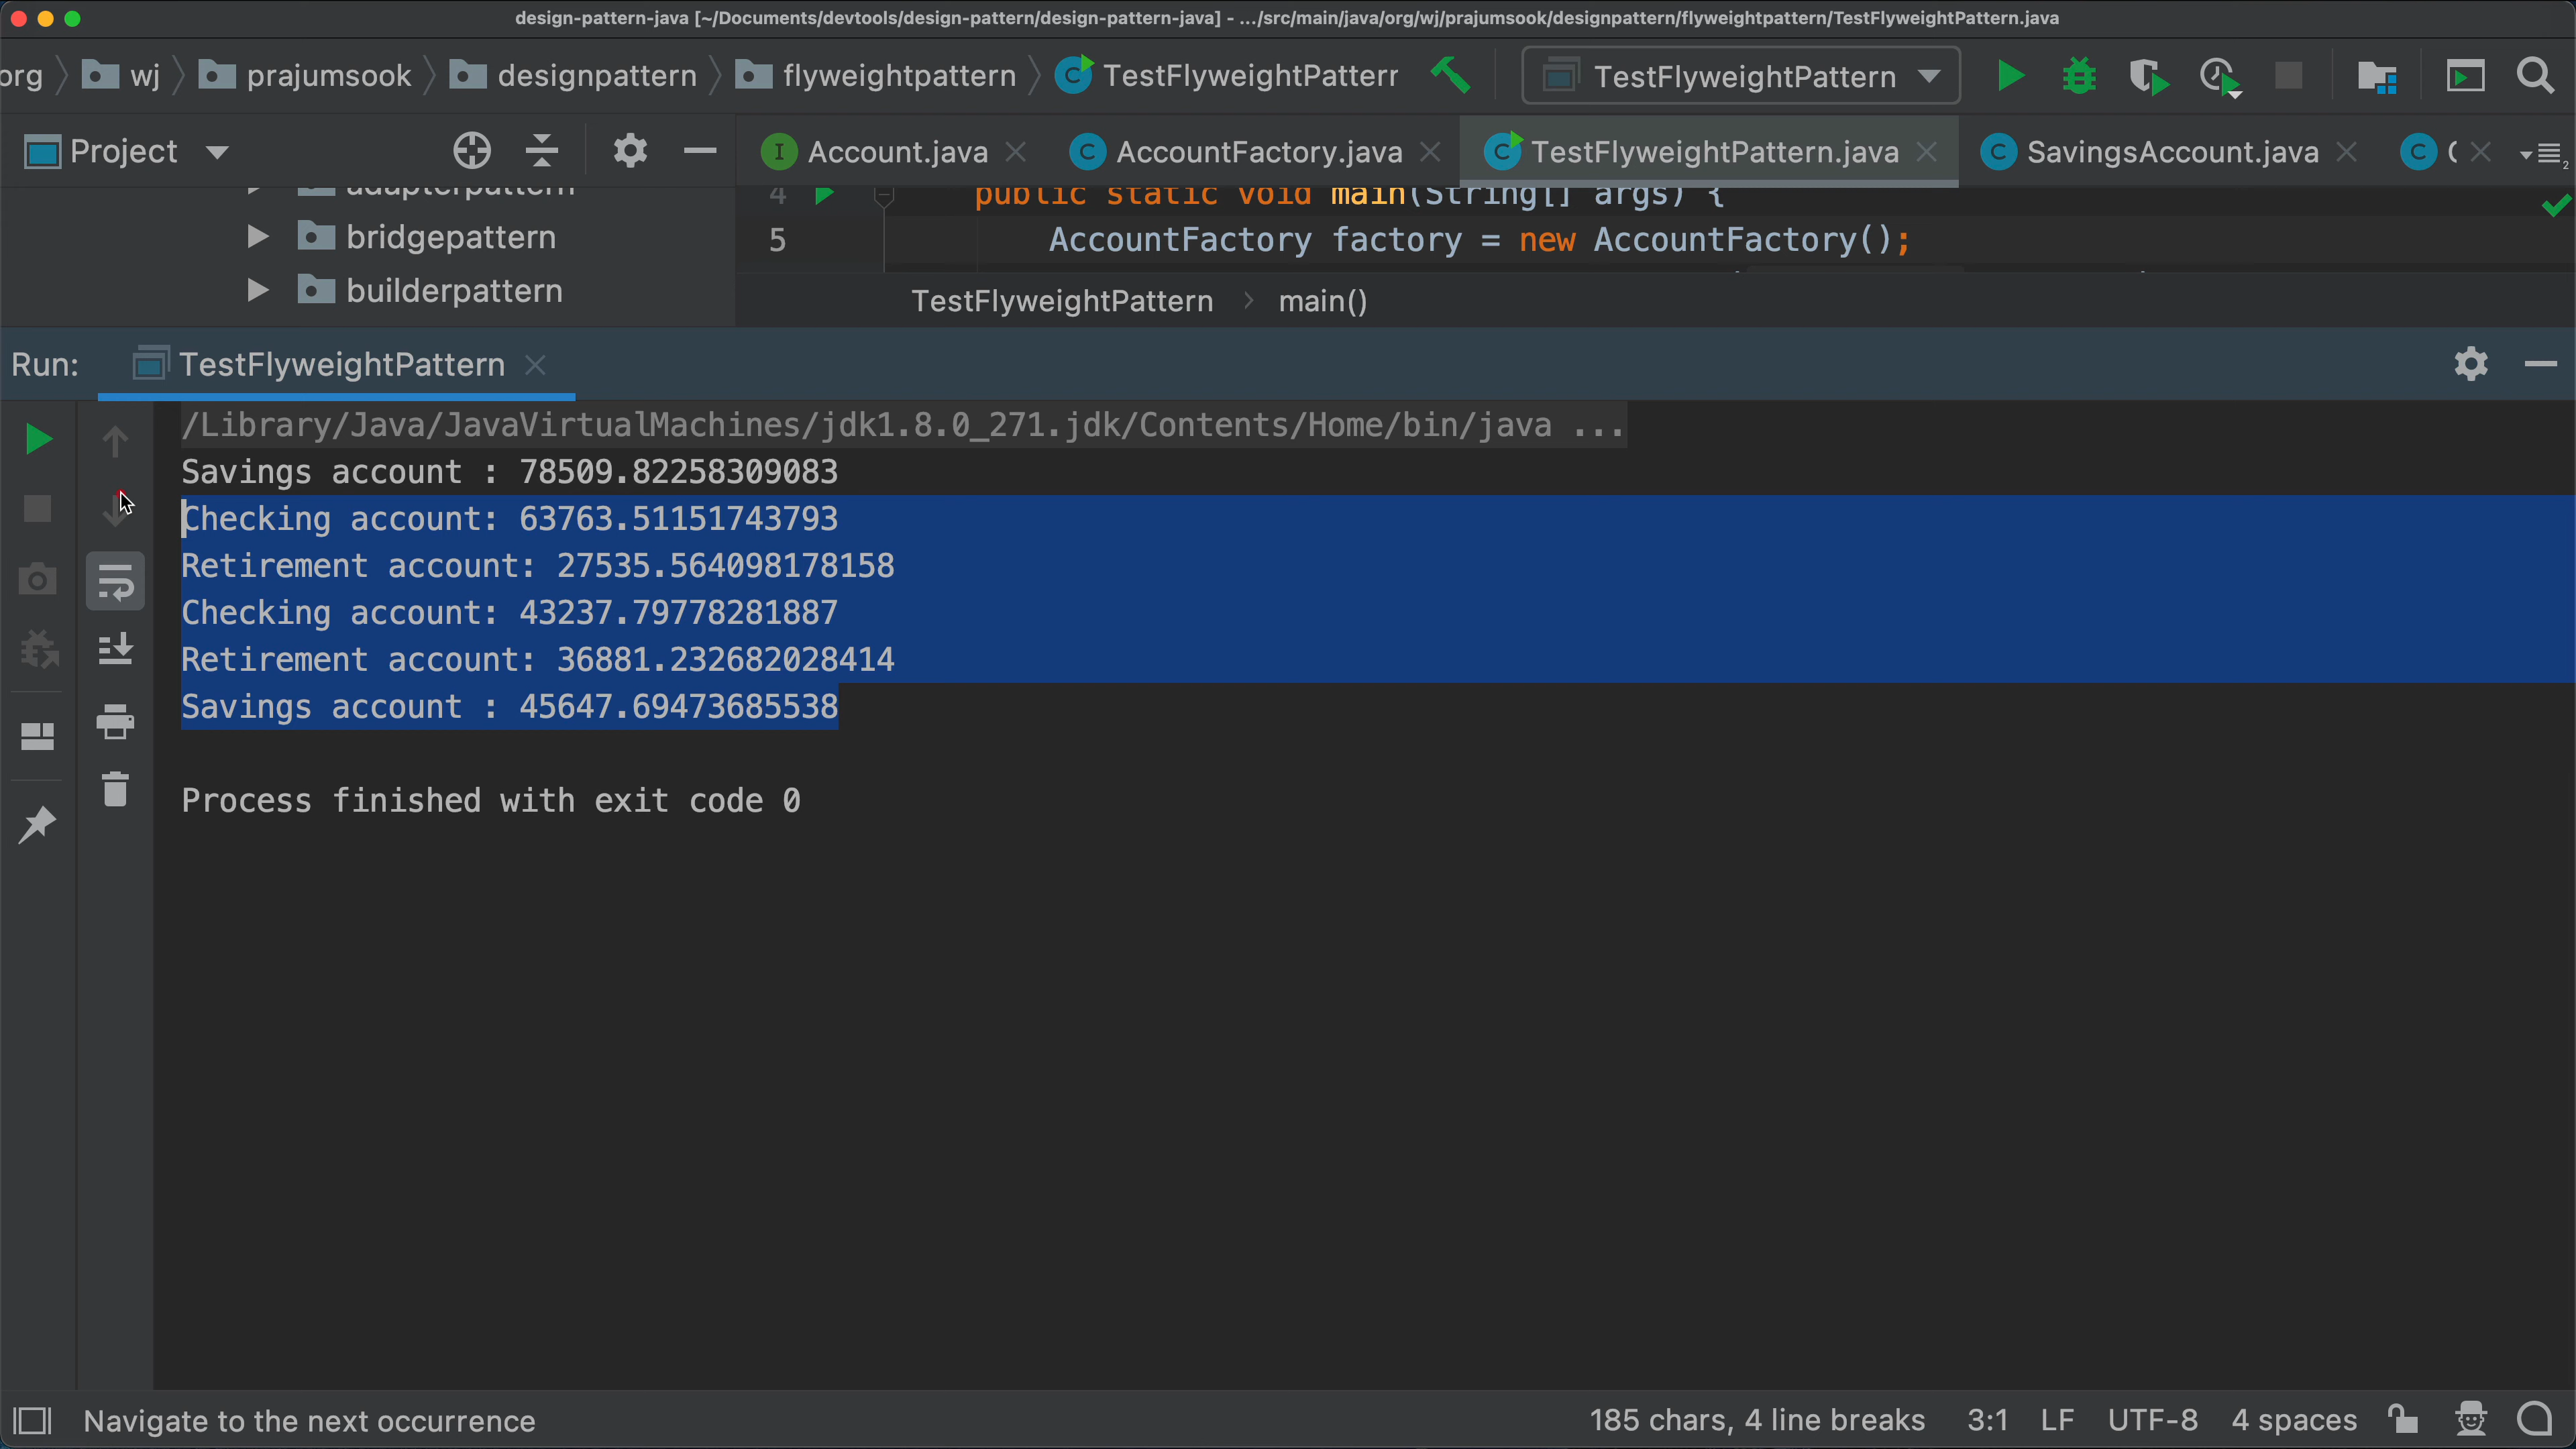 design-pattern-java [~/Documents/devtools/design-pattern/design-pattern-java] - .../src/main/java/org/wj/prajumsook/designpattern/flyweightpattern/TestFlyweightPattern.java
org wj prajumsook designpattern flyweightpattern TestFlyweightPatterr TestFlyweightPattern
Project Account.java AccountFactory.java TestFlyweightPattern.java SavingsAccount.java
adapterpattern
bridgepattern
builderpattern
4 public static void main(String[] args) {
5 AccountFactory factory = new AccountFactory();
TestFlyweightPattern > main()
Run: TestFlyweightPattern
/Library/Java/JavaVirtualMachines/jdk1.8.0_271.jdk/Contents/Home/bin/java ...
Savings account : 78509.82258309083
Checking account: 63763.51151743793
Retirement account: 27535.564098178158
Checking account: 43237.79778281887
Retirement account: 36881.232682028414
Savings account : 45647.69473685538
Process finished with exit code 0
Navigate to the next occurrence 185 chars, 4 line breaks 3:1 LF UTF-8 4 spaces